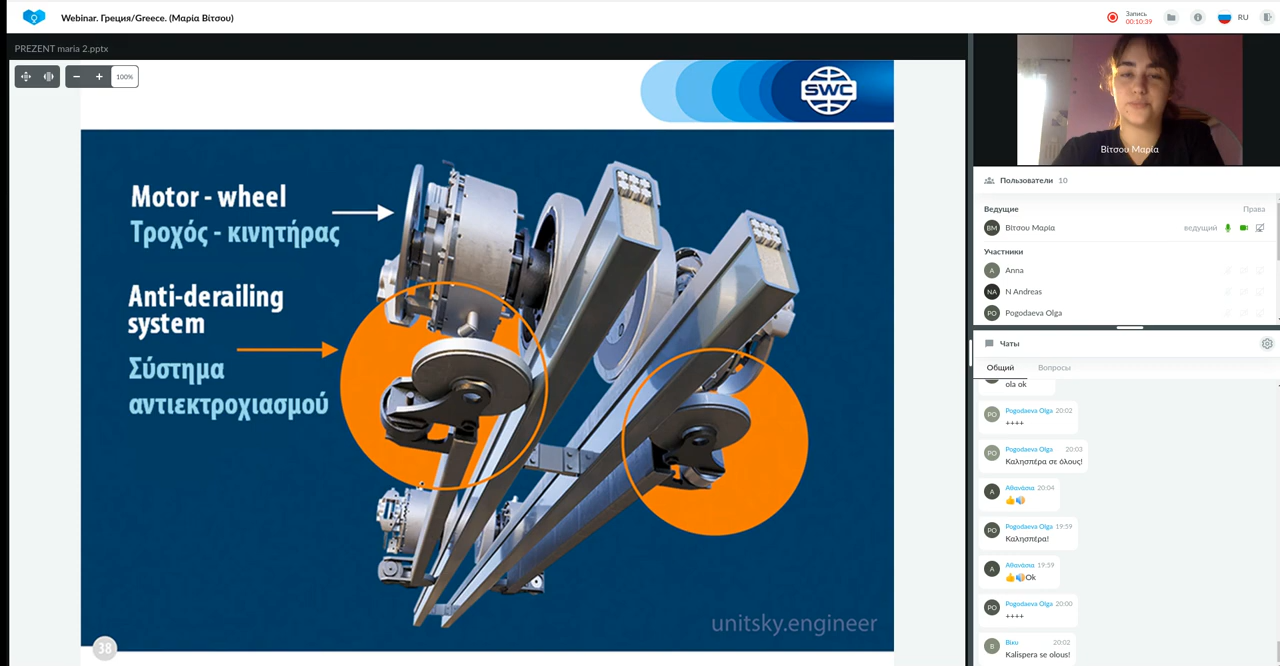 Webinar. Греция/Greece. (Марія Вітсоу)
Запись
00:10:39
RU
PREZENT maria 2.pptx
100%
SWC
Motor - wheel
Τροχός - κινητήρας
Anti-derailing
system
Σύστημα
αντιεκτροχιασμού
unitsky.engineer
38
Βίτσου Μαρία
Пользователи 10
Ведущие Права
ΒΜ Βίτσου Μαρία ведущий
Участники
A Anna
NA N Andreas
PO Pogodaeva Olga
Чаты
Общий Вопросы
ola ok
PO Pogodaeva Olga 20:02
++++
PO Pogodaeva Olga 20:03
Καλησπέρα σε όλους!
A Αθανάσια 20:04
👍
PO Pogodaeva Olga 19:59
Καλησπέρα!
A Αθανάσια 19:59
👍Ok
PO Pogodaeva Olga 20:00
++++
B 20:02
Kalispera se olous!